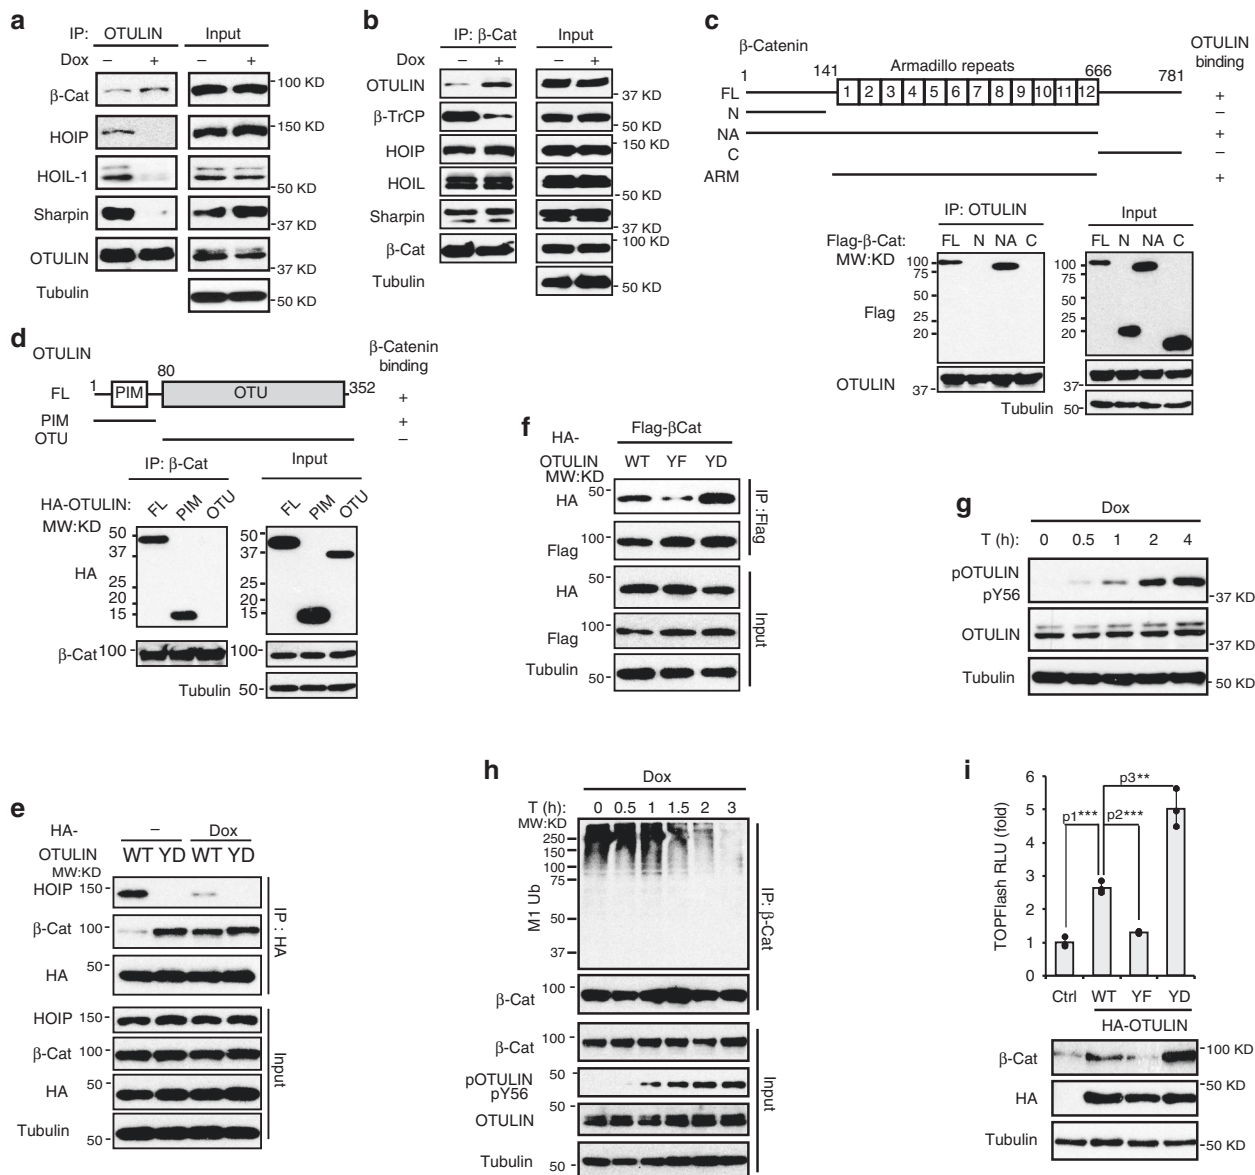 a
IP: OTULIN Input
Dox – + – +
β-Cat 100 KD
HOIP 150 KD
HOIL-1 50 KD
Sharpin 37 KD
OTULIN 37 KD
Tubulin 50 KD
b
IP: β-Cat Input
Dox – + – +
OTULIN 37 KD
β-TrCP 50 KD
HOIP 150 KD
HOIL 50 KD
Sharpin 37 KD
β-Cat 100 KD
Tubulin 50 KD
c
β-Catenin OTULIN binding
1 141 Armadillo repeats 666 781
FL 1 2 3 4 5 6 7 8 9 10 11 12 +
N –
NA +
C –
ARM +
IP: OTULIN Input
Flag-β-Cat: FL N NA C FL N NA C
MW:KD
Flag
100 100
75 75
50 50
25 25
20 20
OTULIN 37 37
Tubulin 50
d
OTULIN β-Catenin binding
FL 1 PIM 80 OTU 352 +
PIM +
OTU –
IP: β-Cat Input
HA-OTULIN: FL PIM OTU FL PIM OTU
MW:KD
HA
50 50
37 37
25 25
20 20
15 15
β-Cat 100 100
Tubulin 50
e
HA- – Dox
OTULIN WT YD WT YD
MW:KD
HOIP 150
β-Cat 100
HA 50
IP: HA
HOIP 150
β-Cat 100
HA 50
Tubulin 50
Input
f
HA- Flag-βCat
OTULIN WT YF YD
MW:KD
HA 50
Flag 100
IP :Flag
HA 50
Flag 100
Tubulin 50
Input
g
Dox
T (h): 0 0.5 1 2 4
pOTULIN
pY56 37 KD
OTULIN 37 KD
Tubulin 50 KD
h
Dox
T (h): 0 0.5 1 1.5 2 3
MW:KD
250
150
100
75
50
37
M1 Ub
β-Cat 100
IP: β-Cat
β-Cat 100
pOTULIN 50
pY56
OTULIN 50
Tubulin 50
Input
i
TOPFlash RLU (fold)
6
5
4
3
2
1
0
p1*** p2*** p3**
Ctrl WT YF YD
HA-OTULIN
β-Cat 100 KD
HA 50 KD
Tubulin 50 KD